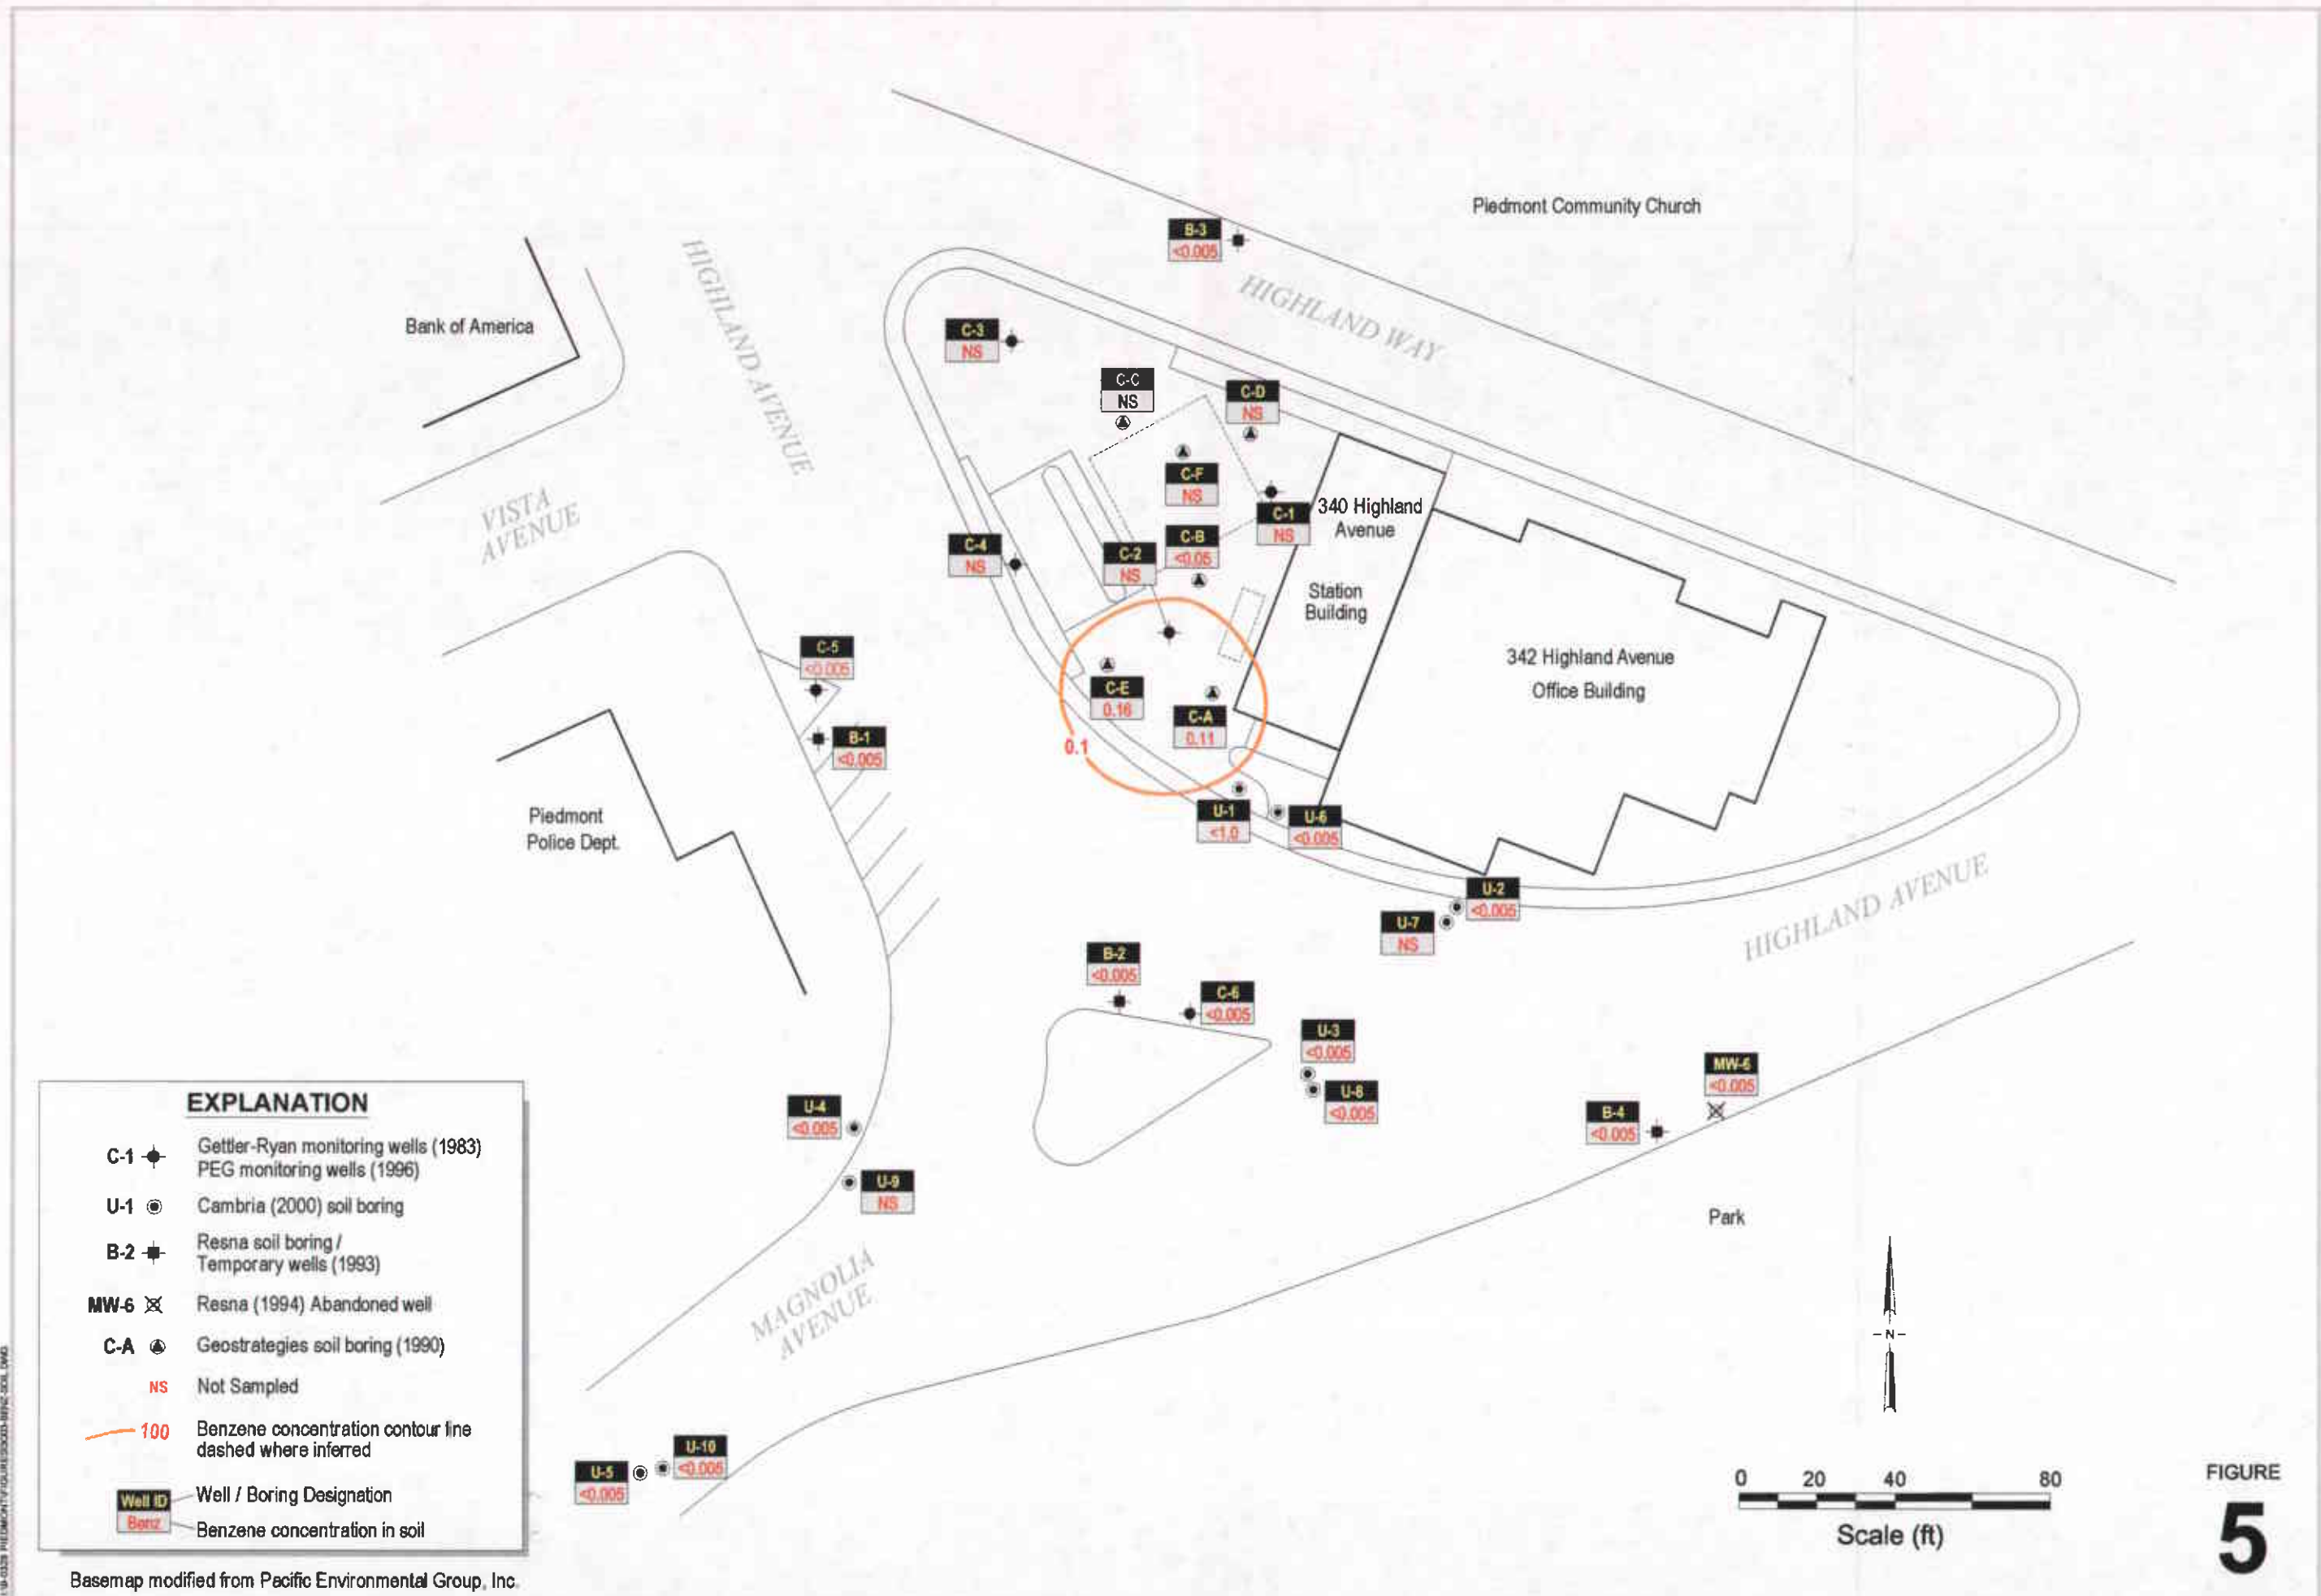 Piedmont Community Church
B-3
<0.005
HIGHLAND WAY
HIGHLAND AVENUE
Bank of America
C-3
NS
C-C
NS
C-D
NS
C-F
NS
C-1
NS
340 Highland
Avenue
VISTA
AVENUE
C-B
<0.05
C-4
NS
C-2
NS
Station
Building
C-5
<0.005
342 Highland Avenue
Office Building
C-E
0.16
C-A
0.11
0.1
B-1
<0.005
Piedmont
Police Dept.
U-1
<1.0
U-6
<0.005
U-2
<0.005
U-7
NS
HIGHLAND AVENUE
B-2
<0.005
C-6
<0.005
U-3
<0.005
U-8
<0.005
MW-6
<0.005
B-4
<0.005
U-4
<0.005
U-9
NS
Park
MAGNOLIA
AVENUE
U-10
<0.005
U-5
<0.005
EXPLANATION
C-1 Gettler-Ryan monitoring wells (1983)
PEG monitoring wells (1996)
U-1 Cambria (2000) soil boring
B-2 Resna soil boring /
Temporary wells (1993)
MW-6 Resna (1994) Abandoned well
C-A Geostrategies soil boring (1990)
NS Not Sampled
100 Benzene concentration contour line
dashed where inferred
Well ID Well / Boring Designation
Benz Benzene concentration in soil
Basemap modified from Pacific Environmental Group, Inc.
-N-
0 20 40 80
Scale (ft)
FIGURE
5